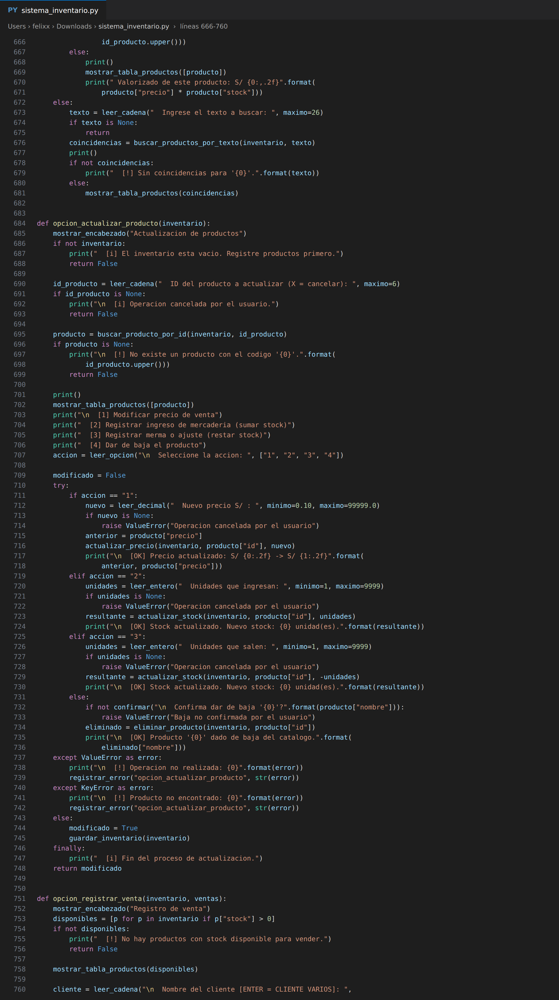 PY sistema_inventario.py
Users › felixx › Downloads › sistema_inventario.py › líneas 666-760
666                 id_producto.upper()))
667         else:
668             print()
669             mostrar_tabla_productos([producto])
670             print(" Valorizado de este producto: S/ {0:,.2f}".format(
671                 producto["precio"] * producto["stock"]))
672     else:
673         texto = leer_cadena("  Ingrese el texto a buscar: ", maximo=26)
674         if texto is None:
675             return
676         coincidencias = buscar_productos_por_texto(inventario, texto)
677         print()
678         if not coincidencias:
679             print("  [!] Sin coincidencias para '{0}'.".format(texto))
680         else:
681             mostrar_tabla_productos(coincidencias)
682
683
684 def opcion_actualizar_producto(inventario):
685     mostrar_encabezado("Actualizacion de productos")
686     if not inventario:
687         print("  [i] El inventario esta vacio. Registre productos primero.")
688         return False
689
690     id_producto = leer_cadena("  ID del producto a actualizar (X = cancelar): ", maximo=6)
691     if id_producto is None:
692         print("\n  [i] Operacion cancelada por el usuario.")
693         return False
694
695     producto = buscar_producto_por_id(inventario, id_producto)
696     if producto is None:
697         print("\n  [!] No existe un producto con el codigo '{0}'.".format(
698             id_producto.upper()))
699         return False
700
701     print()
702     mostrar_tabla_productos([producto])
703     print("\n  [1] Modificar precio de venta")
704     print("  [2] Registrar ingreso de mercaderia (sumar stock)")
705     print("  [3] Registrar merma o ajuste (restar stock)")
706     print("  [4] Dar de baja el producto")
707     accion = leer_opcion("\n  Seleccione la accion: ", ["1", "2", "3", "4"])
708
709     modificado = False
710     try:
711         if accion == "1":
712             nuevo = leer_decimal("  Nuevo precio S/ : ", minimo=0.10, maximo=99999.0)
713             if nuevo is None:
714                 raise ValueError("Operacion cancelada por el usuario")
715             anterior = producto["precio"]
716             actualizar_precio(inventario, producto["id"], nuevo)
717             print("\n  [OK] Precio actualizado: S/ {0:.2f} -> S/ {1:.2f}".format(
718                 anterior, producto["precio"]))
719         elif accion == "2":
720             unidades = leer_entero("  Unidades que ingresan: ", minimo=1, maximo=9999)
721             if unidades is None:
722                 raise ValueError("Operacion cancelada por el usuario")
723             resultante = actualizar_stock(inventario, producto["id"], unidades)
724             print("\n  [OK] Stock actualizado. Nuevo stock: {0} unidad(es).".format(resultante))
725         elif accion == "3":
726             unidades = leer_entero("  Unidades que salen: ", minimo=1, maximo=9999)
727             if unidades is None:
728                 raise ValueError("Operacion cancelada por el usuario")
729             resultante = actualizar_stock(inventario, producto["id"], -unidades)
730             print("\n  [OK] Stock actualizado. Nuevo stock: {0} unidad(es).".format(resultante))
731         else:
732             if not confirmar("\n  Confirma dar de baja '{0}'?".format(producto["nombre"])):
733                 raise ValueError("Baja no confirmada por el usuario")
734             eliminado = eliminar_producto(inventario, producto["id"])
735             print("\n  [OK] Producto '{0}' dado de baja del catalogo.".format(
736                 eliminado["nombre"]))
737     except ValueError as error:
738         print("\n  [!] Operacion no realizada: {0}".format(error))
739         registrar_error("opcion_actualizar_producto", str(error))
740     except KeyError as error:
741         print("\n  [!] Producto no encontrado: {0}".format(error))
742         registrar_error("opcion_actualizar_producto", str(error))
743     else:
744         modificado = True
745         guardar_inventario(inventario)
746     finally:
747         print("  [i] Fin del proceso de actualizacion.")
748     return modificado
749
750
751 def opcion_registrar_venta(inventario, ventas):
752     mostrar_encabezado("Registro de venta")
753     disponibles = [p for p in inventario if p["stock"] > 0]
754     if not disponibles:
755         print("  [!] No hay productos con stock disponible para vender.")
756         return False
757
758     mostrar_tabla_productos(disponibles)
759
760     cliente = leer_cadena("\n  Nombre del cliente [ENTER = CLIENTE VARIOS]: ",